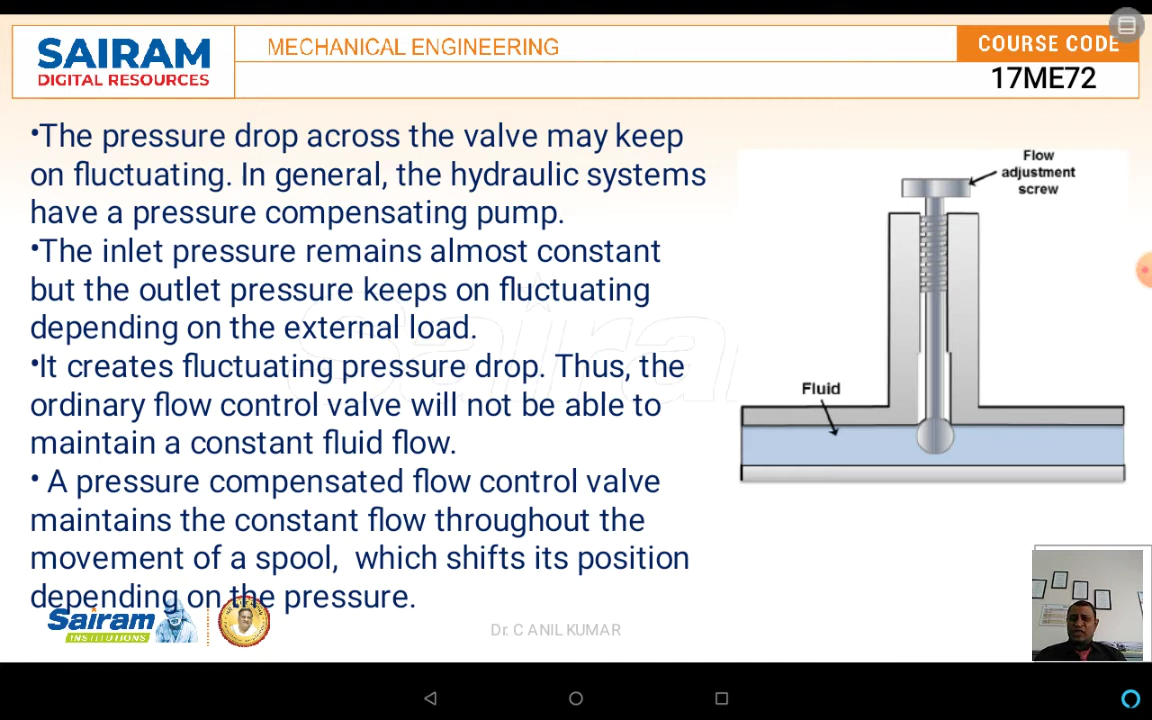 SAIRAM
DIGITAL RESOURCES
MECHANICAL ENGINEERING
COURSE CODE
17ME72
•The pressure drop across the valve may keep
on fluctuating. In general, the hydraulic systems
have a pressure compensating pump.
•The inlet pressure remains almost constant
but the outlet pressure keeps on fluctuating
depending on the external load.
•It creates fluctuating pressure drop. Thus, the
ordinary flow control valve will not be able to
maintain a constant fluid flow.
• A pressure compensated flow control valve
maintains the constant flow throughout the
movement of a spool,  which shifts its position
depending on the pressure.
Flow
adjustment
screw
Fluid
Sairam
INSTITUTIONS
Dr. C ANIL KUMAR